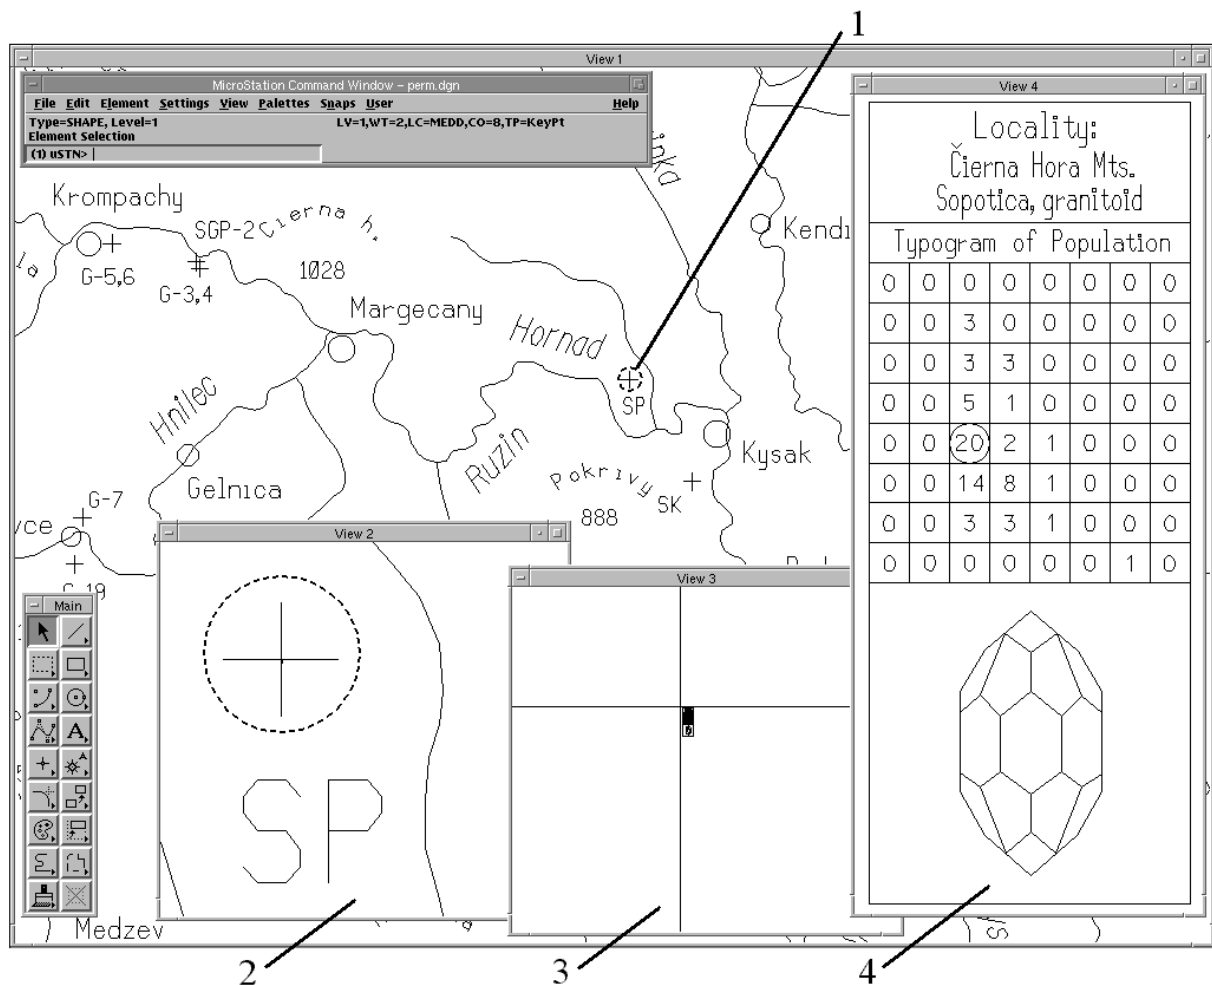 1
View 1
MicroStation Command Window – perm.dgn
File Edit Element Settings View Palettes Snaps User Help
Type=SHAPE, Level=1 LV=1,WT=2,LC=MEDD,CO=8,TP=KeyPt
Element Selection
(1) uSTN>
View 4
Locality:
Čierna Hora Mts.
Sopotica, granitoid
Typogram of Population
0 0 0 0 0 0 0 0
0 0 3 0 0 0 0 0
0 0 3 3 0 0 0 0
0 0 5 1 0 0 0 0
0 0 20 2 1 0 0 0
0 0 14 8 1 0 0 0
0 0 3 3 1 0 0 0
0 0 0 0 0 0 1 0
Krompachy
SGP-2
Cierna h.
G-5,6
G-3,4
1028
Margecany
Kendi
Hornad
SP
Hnilec
Ruzin
Kysak
Gelnica
Pokrivy
SK
888
G-7
G-19
View 2
SP
View 3
Main
Medzev
2
3
4